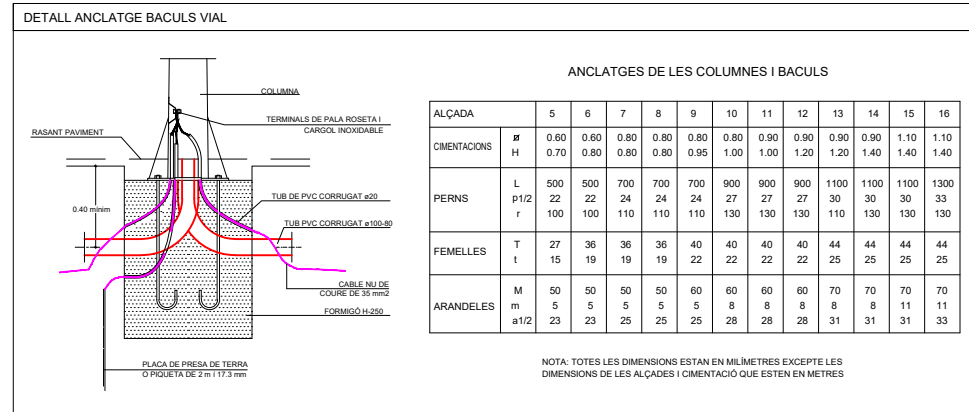 DETALL ANCLATGE BACULS VIAL
COLUMNA
TERMINALS DE PALA ROSETA I
CARGOL INOXIDABLE
RASANT PAVIMENT
0.40 mínim
TUB DE PVC CORRUGAT ø20
TUB PVC CORRUGAT ø100-80
CABLE NU DE
COURE DE 35 mm2
FORMIGÓ H-250
PLACA DE PRESA DE TERRA
O PIQUETA DE 2 m i 17.3 mm
ANCLATGES DE LES COLUMNES I BACULS
ALÇADA 5 6 7 8 9 10 11 12 13 14 15 16
CIMENTACIONS ø 0.60 0.60 0.80 0.80 0.80 0.80 0.90 0.90 0.90 0.90 1.10 1.10
H 0.70 0.80 0.80 0.80 0.95 1.00 1.00 1.20 1.20 1.40 1.40 1.40
PERNS L 500 500 700 700 700 900 900 900 1100 1100 1100 1300
p1/2 22 22 24 24 24 27 27 27 30 30 30 33
r 100 100 110 110 110 130 130 130 130 130 130 130
FEMELLES T 27 36 36 36 40 40 40 40 44 44 44 44
t 15 19 19 19 22 22 22 22 25 25 25 25
ARANDELES M 50 50 50 50 60 60 60 60 70 70 70 70
m 5 5 5 5 5 8 8 8 8 8 11 11
a1/2 23 23 25 25 25 28 28 28 31 31 31 33
NOTA: TOTES LES DIMENSIONS ESTAN EN MILÍMETRES EXCEPTE LES
DIMENSIONS DE LES ALÇADES I CIMENTACIÓ QUE ESTEN EN METRES